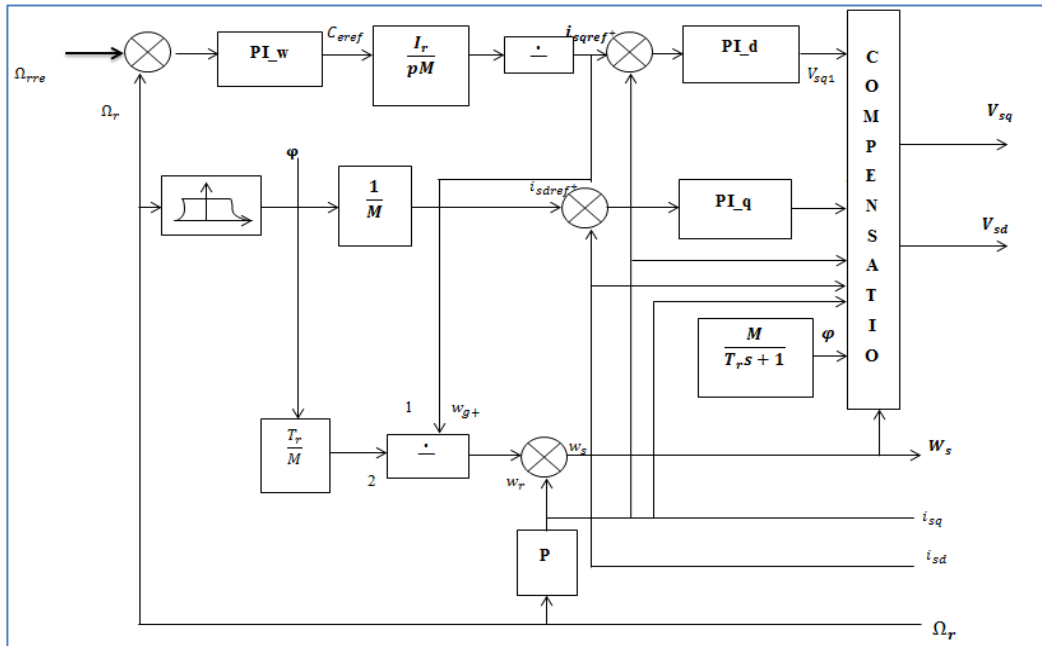 Ω_rre
Ω_r
PI_w
C_eref
I_r
pM
÷
i_sqref+
PI_d
V_sq1
C
O
M
P
E
N
S
A
T
I
O
V_sq
V_sd
φ
1
M
i_sdref+
PI_q
M
T_r s + 1
φ
T_r
M
1
2
w_g+
÷
w_r
w_s
W_s
P
i_sq
i_sd
Ω_r